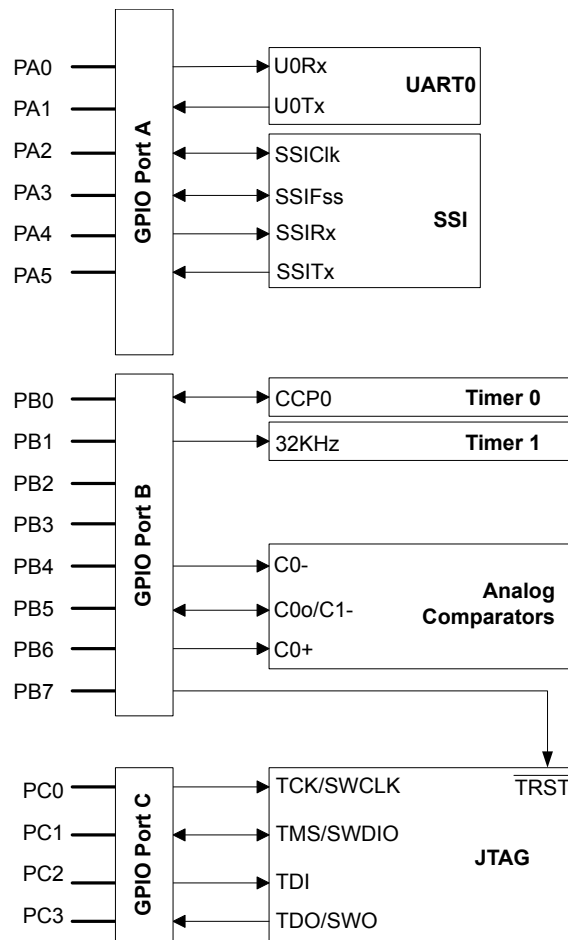 PA0
PA1
PA2
PA3
PA4
PA5
GPIO Port A
U0Rx
U0Tx
UART0
SSIClk
SSIFss
SSIRx
SSITx
SSI
PB0
PB1
PB2
PB3
PB4
PB5
PB6
PB7
GPIO Port B
CCP0
Timer 0
32KHz
Timer 1
C0-
C0o/C1-
C0+
Analog
Comparators
PC0
PC1
PC2
PC3
GPIO Port C
TCK/SWCLK
TMS/SWDIO
TDI
TDO/SWO
TRST
JTAG